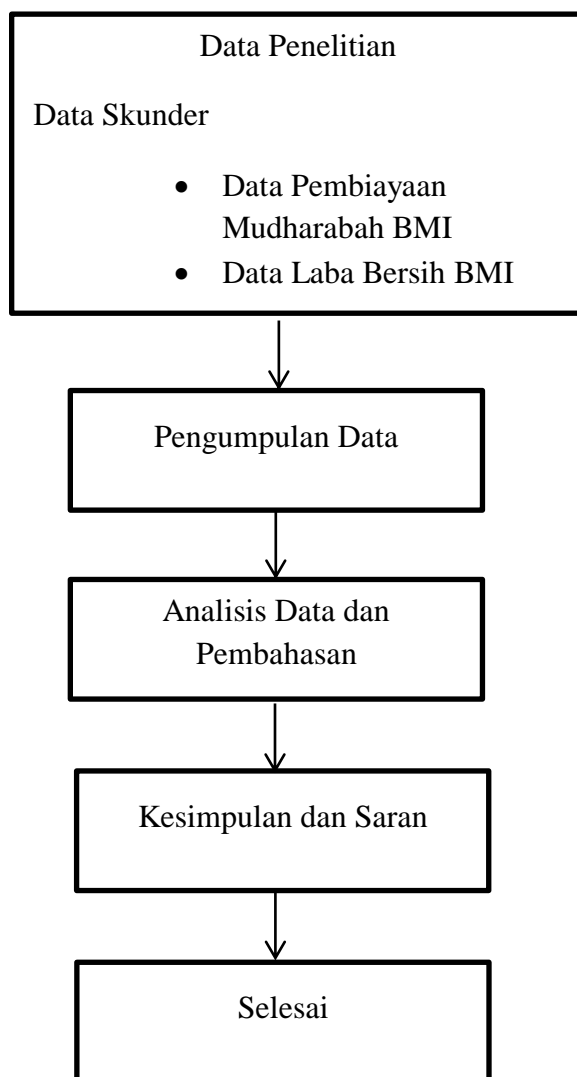 Data Penelitian
Data Skunder
• Data Pembiayaan
Mudharabah BMI
• Data Laba Bersih BMI
Pengumpulan Data
Analisis Data dan
Pembahasan
Kesimpulan dan Saran
Selesai